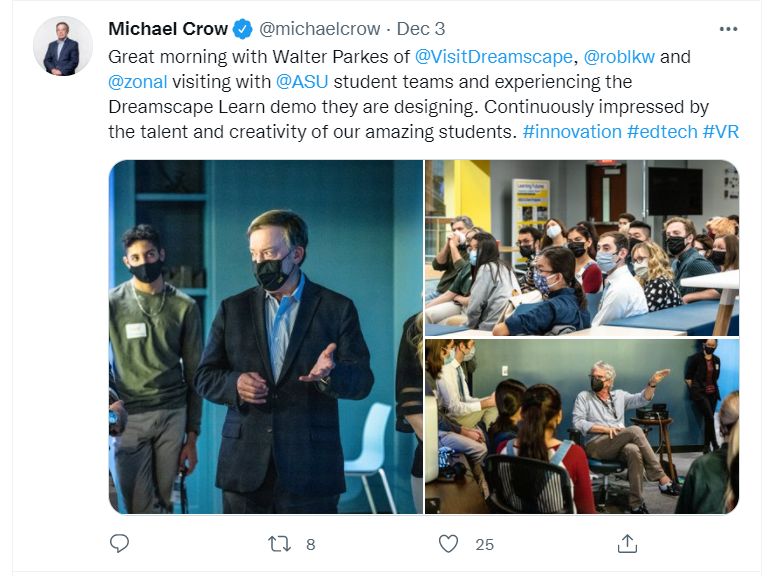 Michael Crow @michaelcrow · Dec 3
Great morning with Walter Parkes of @VisitDreamscape, @roblkw and
@zonal visiting with @ASU student teams and experiencing the
Dreamscape Learn demo they are designing. Continuously impressed by
the talent and creativity of our amazing students. #innovation #edtech #VR
Learning Futures
8
25